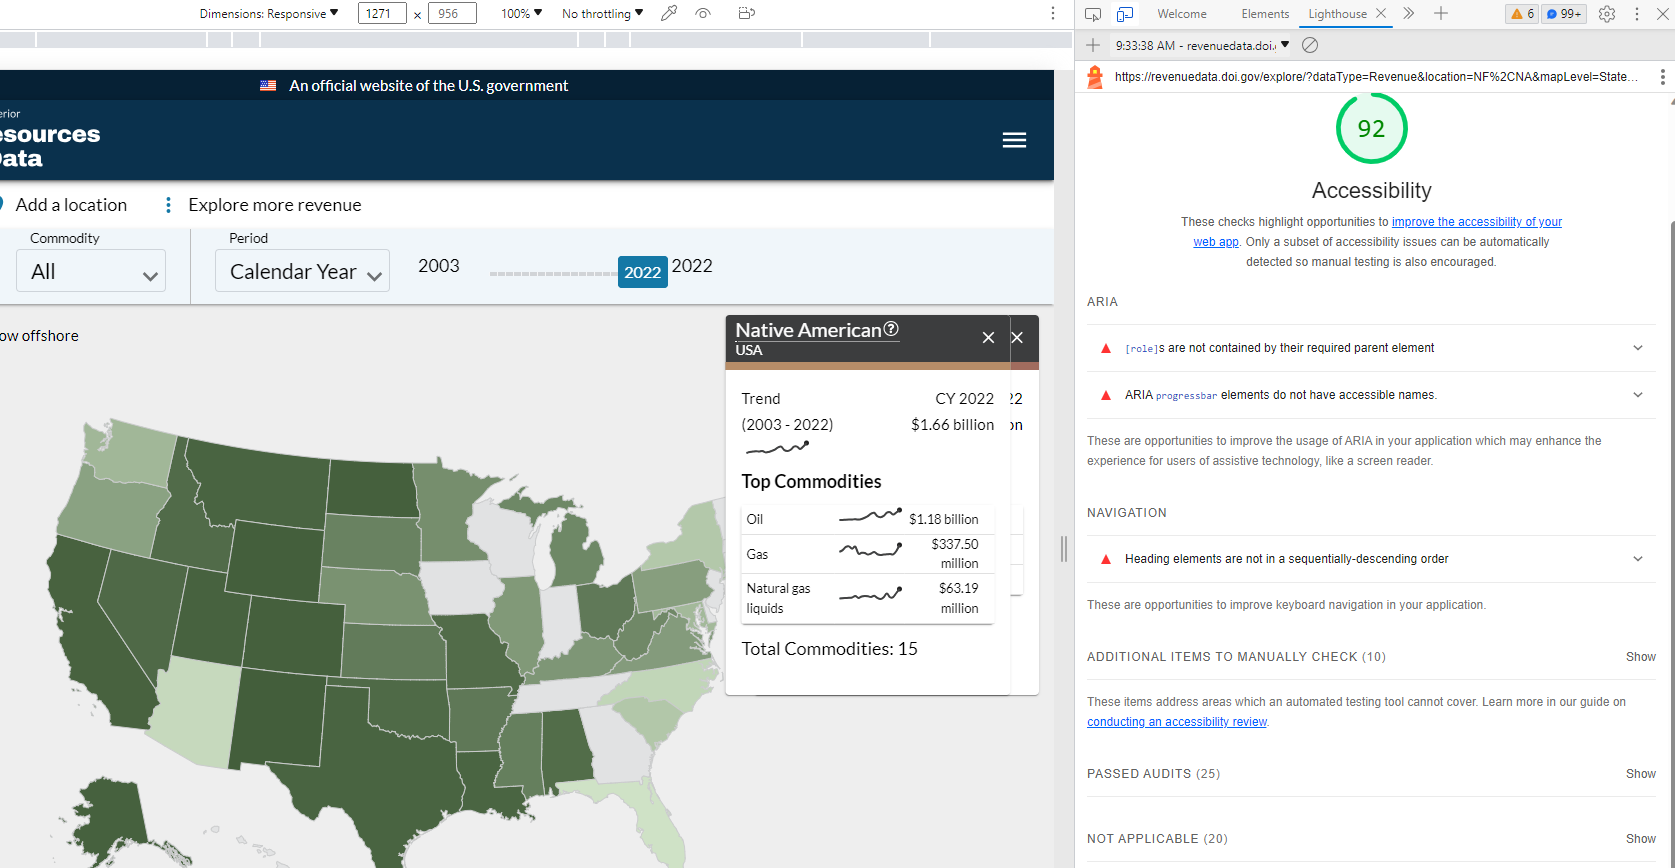 Dimensions: Responsive
1271
x
956
100%
No throttling
An official website of the U.S. government
erior
esources
Data
Add a location
Explore more revenue
Commodity
All
Period
Calendar Year
2003
2022
2022
ow offshore
Native American
USA
Trend
CY 2022
22
(2003 - 2022)
$1.66 billion
on
Top Commodities
Oil
$1.18 billion
Gas
$337.50
million
Natural gas
liquids
$63.19
million
Total Commodities: 15
Welcome
Elements
Lighthouse
6
99+
9:33:38 AM - revenuedata.doi.
https://revenuedata.doi.gov/explore/?dataType=Revenue&location=NF%2CNA&mapLevel=State...
92
Accessibility
These checks highlight opportunities to improve the accessibility of your
web app. Only a subset of accessibility issues can be automatically
detected so manual testing is also encouraged.
ARIA
[role]s are not contained by their required parent element
ARIA progressbar elements do not have accessible names.
These are opportunities to improve the usage of ARIA in your application which may enhance the
experience for users of assistive technology, like a screen reader.
NAVIGATION
Heading elements are not in a sequentially-descending order
These are opportunities to improve keyboard navigation in your application.
ADDITIONAL ITEMS TO MANUALLY CHECK (10)
Show
These items address areas which an automated testing tool cannot cover. Learn more in our guide on
conducting an accessibility review.
PASSED AUDITS (25)
Show
NOT APPLICABLE (20)
Show